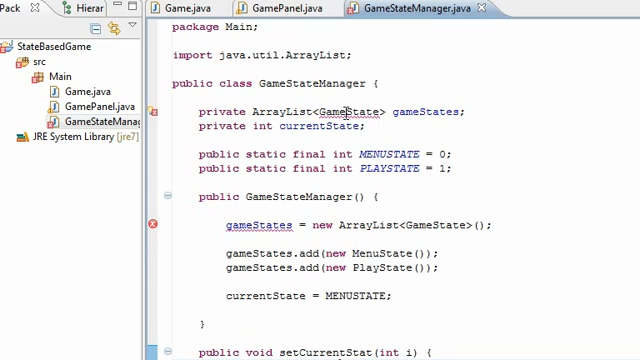 Pack
Hierar
StateBasedGame
src
Main
Game.java
GamePanel.java
GameStateManag
JRE System Library [jre7]
Game.java
GamePanel.java
GameStateManager.java
package Main;
import java.util.ArrayList;
public class GameStateManager {
private ArrayList<GameState> gameStates;
private int currentState;
public static final int MENUSTATE = 0;
public static final int PLAYSTATE = 1;
public GameStateManager() {
gameStates = new ArrayList<GameState>();
gameStates.add(new MenuState());
gameStates.add(new PlayState());
currentState = MENUSTATE;
}
public void setCurrentStat(int i) {